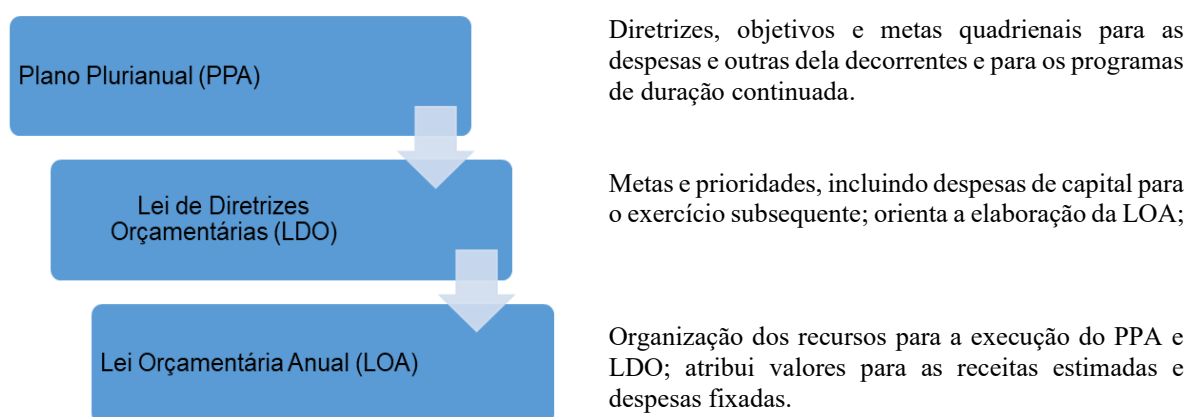 Plano Plurianual (PPA)
Diretrizes, objetivos e metas quadrienais para as
despesas e outras dela decorrentes e para os programas
de duração continuada.
Lei de Diretrizes
Orçamentárias (LDO)
Metas e prioridades, incluindo despesas de capital para
o exercício subsequente; orienta a elaboração da LOA;
Lei Orçamentária Anual (LOA)
Organização dos recursos para a execução do PPA e
LDO; atribui valores para as receitas estimadas e
despesas fixadas.